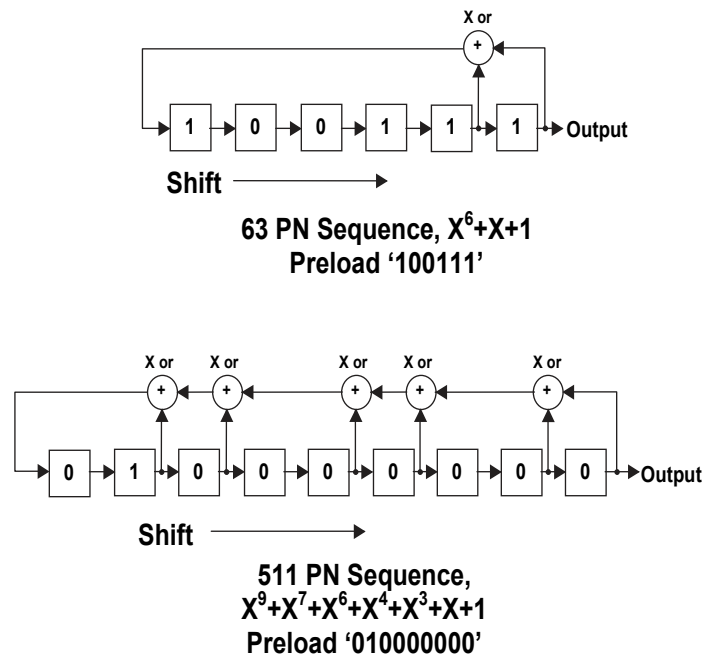 X or
+
1 0 0 1 1 1 Output
Shift
63 PN Sequence, X⁶+X+1
Preload ‘100111’
X or X or X or X or X or
+ + + + +
0 1 0 0 0 0 0 0 0 Output
Shift
511 PN Sequence,
X⁹+X⁷+X⁶+X⁴+X³+X+1
Preload ‘010000000’